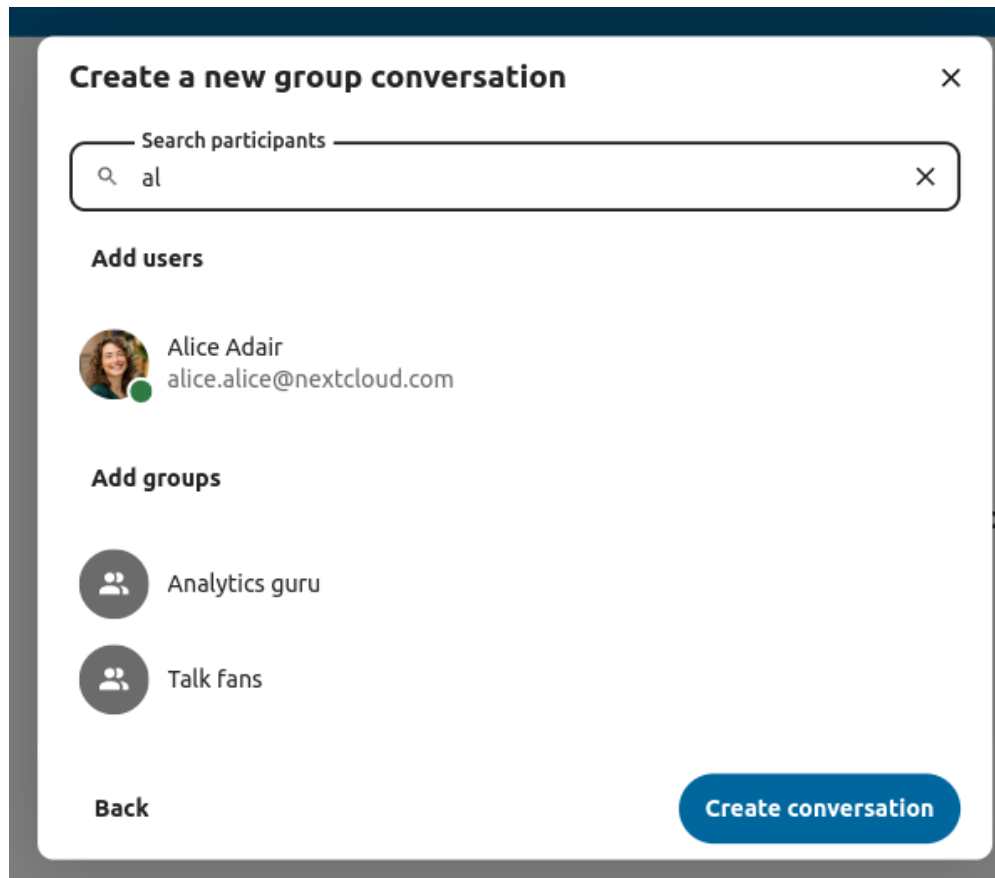 Create a new group conversation
Search participants
al
Add users
Alice Adair
alice.alice@nextcloud.com
Add groups
Analytics guru
Talk fans
Back
Create conversation